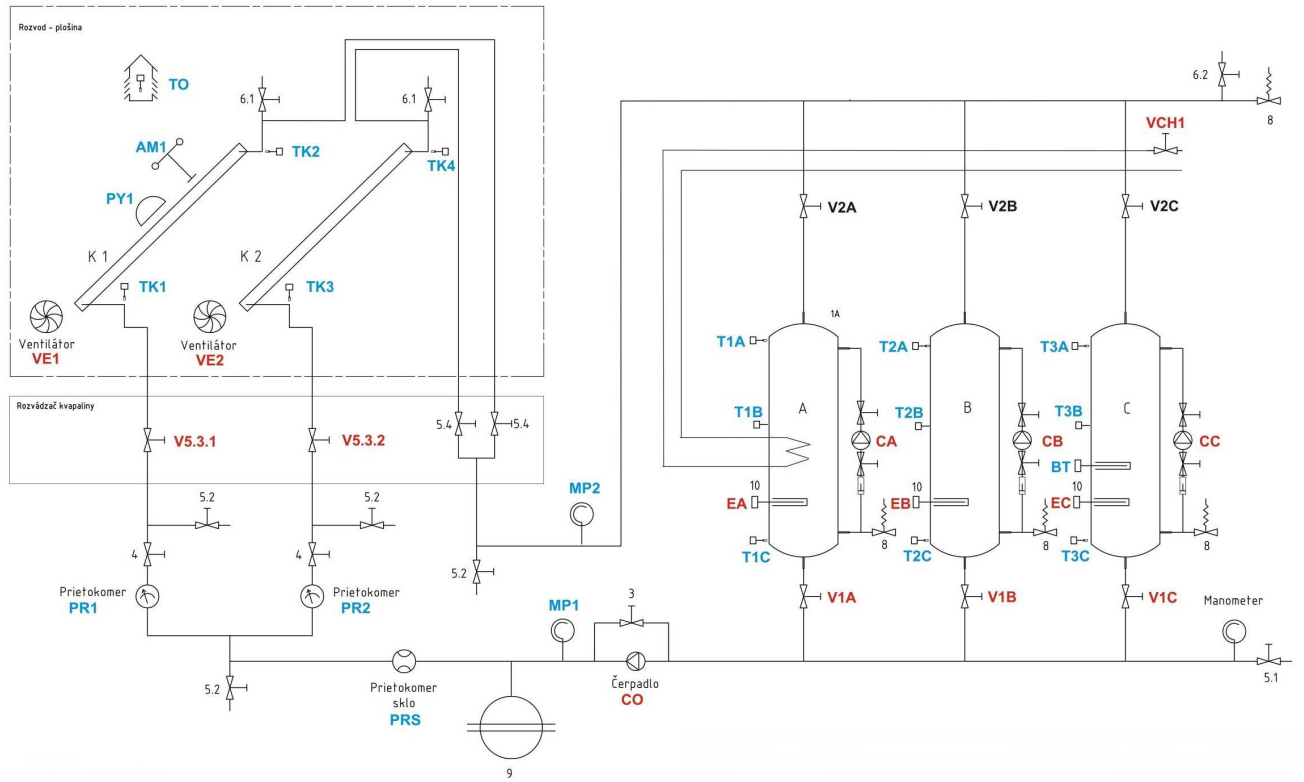 Rozvod - plošina
TO
6.1
6.1
6.2
8
AM1
TK2
TK4
VCH1
PY1
V2A
V2B
V2C
K 1
K 2
TK1
TK3
1A
Ventilátor
VE1
Ventilátor
VE2
T1A
T2A
T3A
Rozvádzač kvapaliny
A
B
C
T1B
T2B
T3B
5.4
5.4
V5.3.1
V5.3.2
CA
CB
CC
BT
5.2
5.2
MP2
10
10
10
EA
EB
EC
4
4
T1C
8
T2C
8
T3C
8
5.2
Prietokomer
PR1
Prietokomer
PR2
V1A
V1B
V1C
MP1
3
Manometer
5.2
Prietokomer
sklo
PRS
Čerpadlo
CO
5.1
9